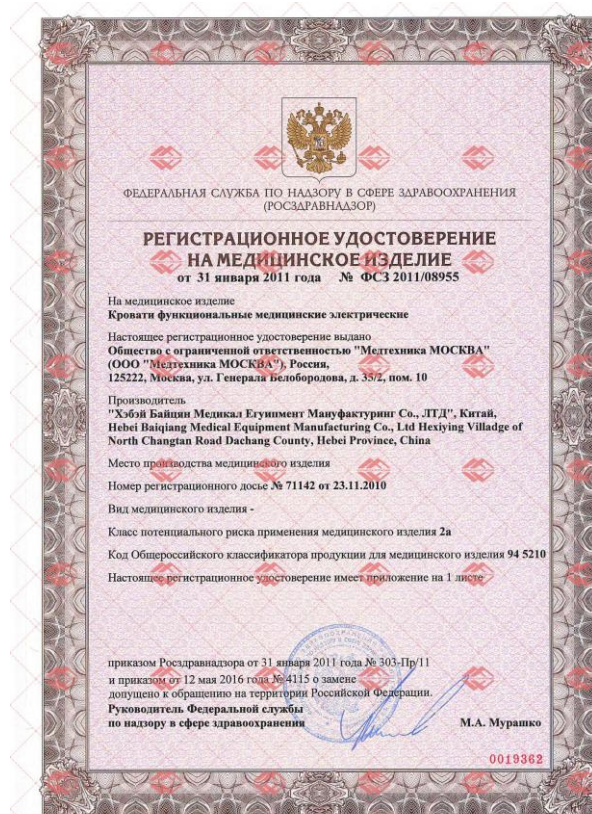 ФЕДЕРАЛЬНАЯ СЛУЖБА ПО НАДЗОРУ В СФЕРЕ ЗДРАВООХРАНЕНИЯ
(РОСЗДРАВНАДЗОР)
РЕГИСТРАЦИОННОЕ УДОСТОВЕРЕНИЕ
НА МЕДИЦИНСКОЕ ИЗДЕЛИЕ
от 31 января 2011 года № ФСЗ 2011/08955
На медицинское изделие
Кровати функциональные медицинские электрические
Настоящее регистрационное удостоверение выдано
Общество с ограниченной ответственностью "Медтехника МОСКВА"
(ООО "Медтехника МОСКВА"), Россия,
125222, Москва, ул. Генерала Белобородова, д. 35/2, пом. 10
Производитель
"Хэбэй Байцян Медикал Егуипмент Мануфактуринг Со., ЛТД", Китай,
Hebei Baiqiang Medical Equipment Manufacturing Co., Ltd Hexiying Villadge of
North Changtan Road Dachang County, Hebei Province, China
Место производства медицинского изделия
Номер регистрационного досье № 71142 от 23.11.2010
Вид медицинского изделия -
Класс потенциального риска применения медицинского изделия 2а
Код Общероссийского классификатора продукции для медицинского изделия 94 5210
Настоящее регистрационное удостоверение имеет приложение на 1 листе
приказом Росздравнадзора от 31 января 2011 года № 303-Пр/11
и приказом от 12 мая 2016 года № 4115 о замене
допущено к обращению на территории Российской Федерации.
Руководитель Федеральной службы
по надзору в сфере здравоохранения
М.А. Мурашко
0019362